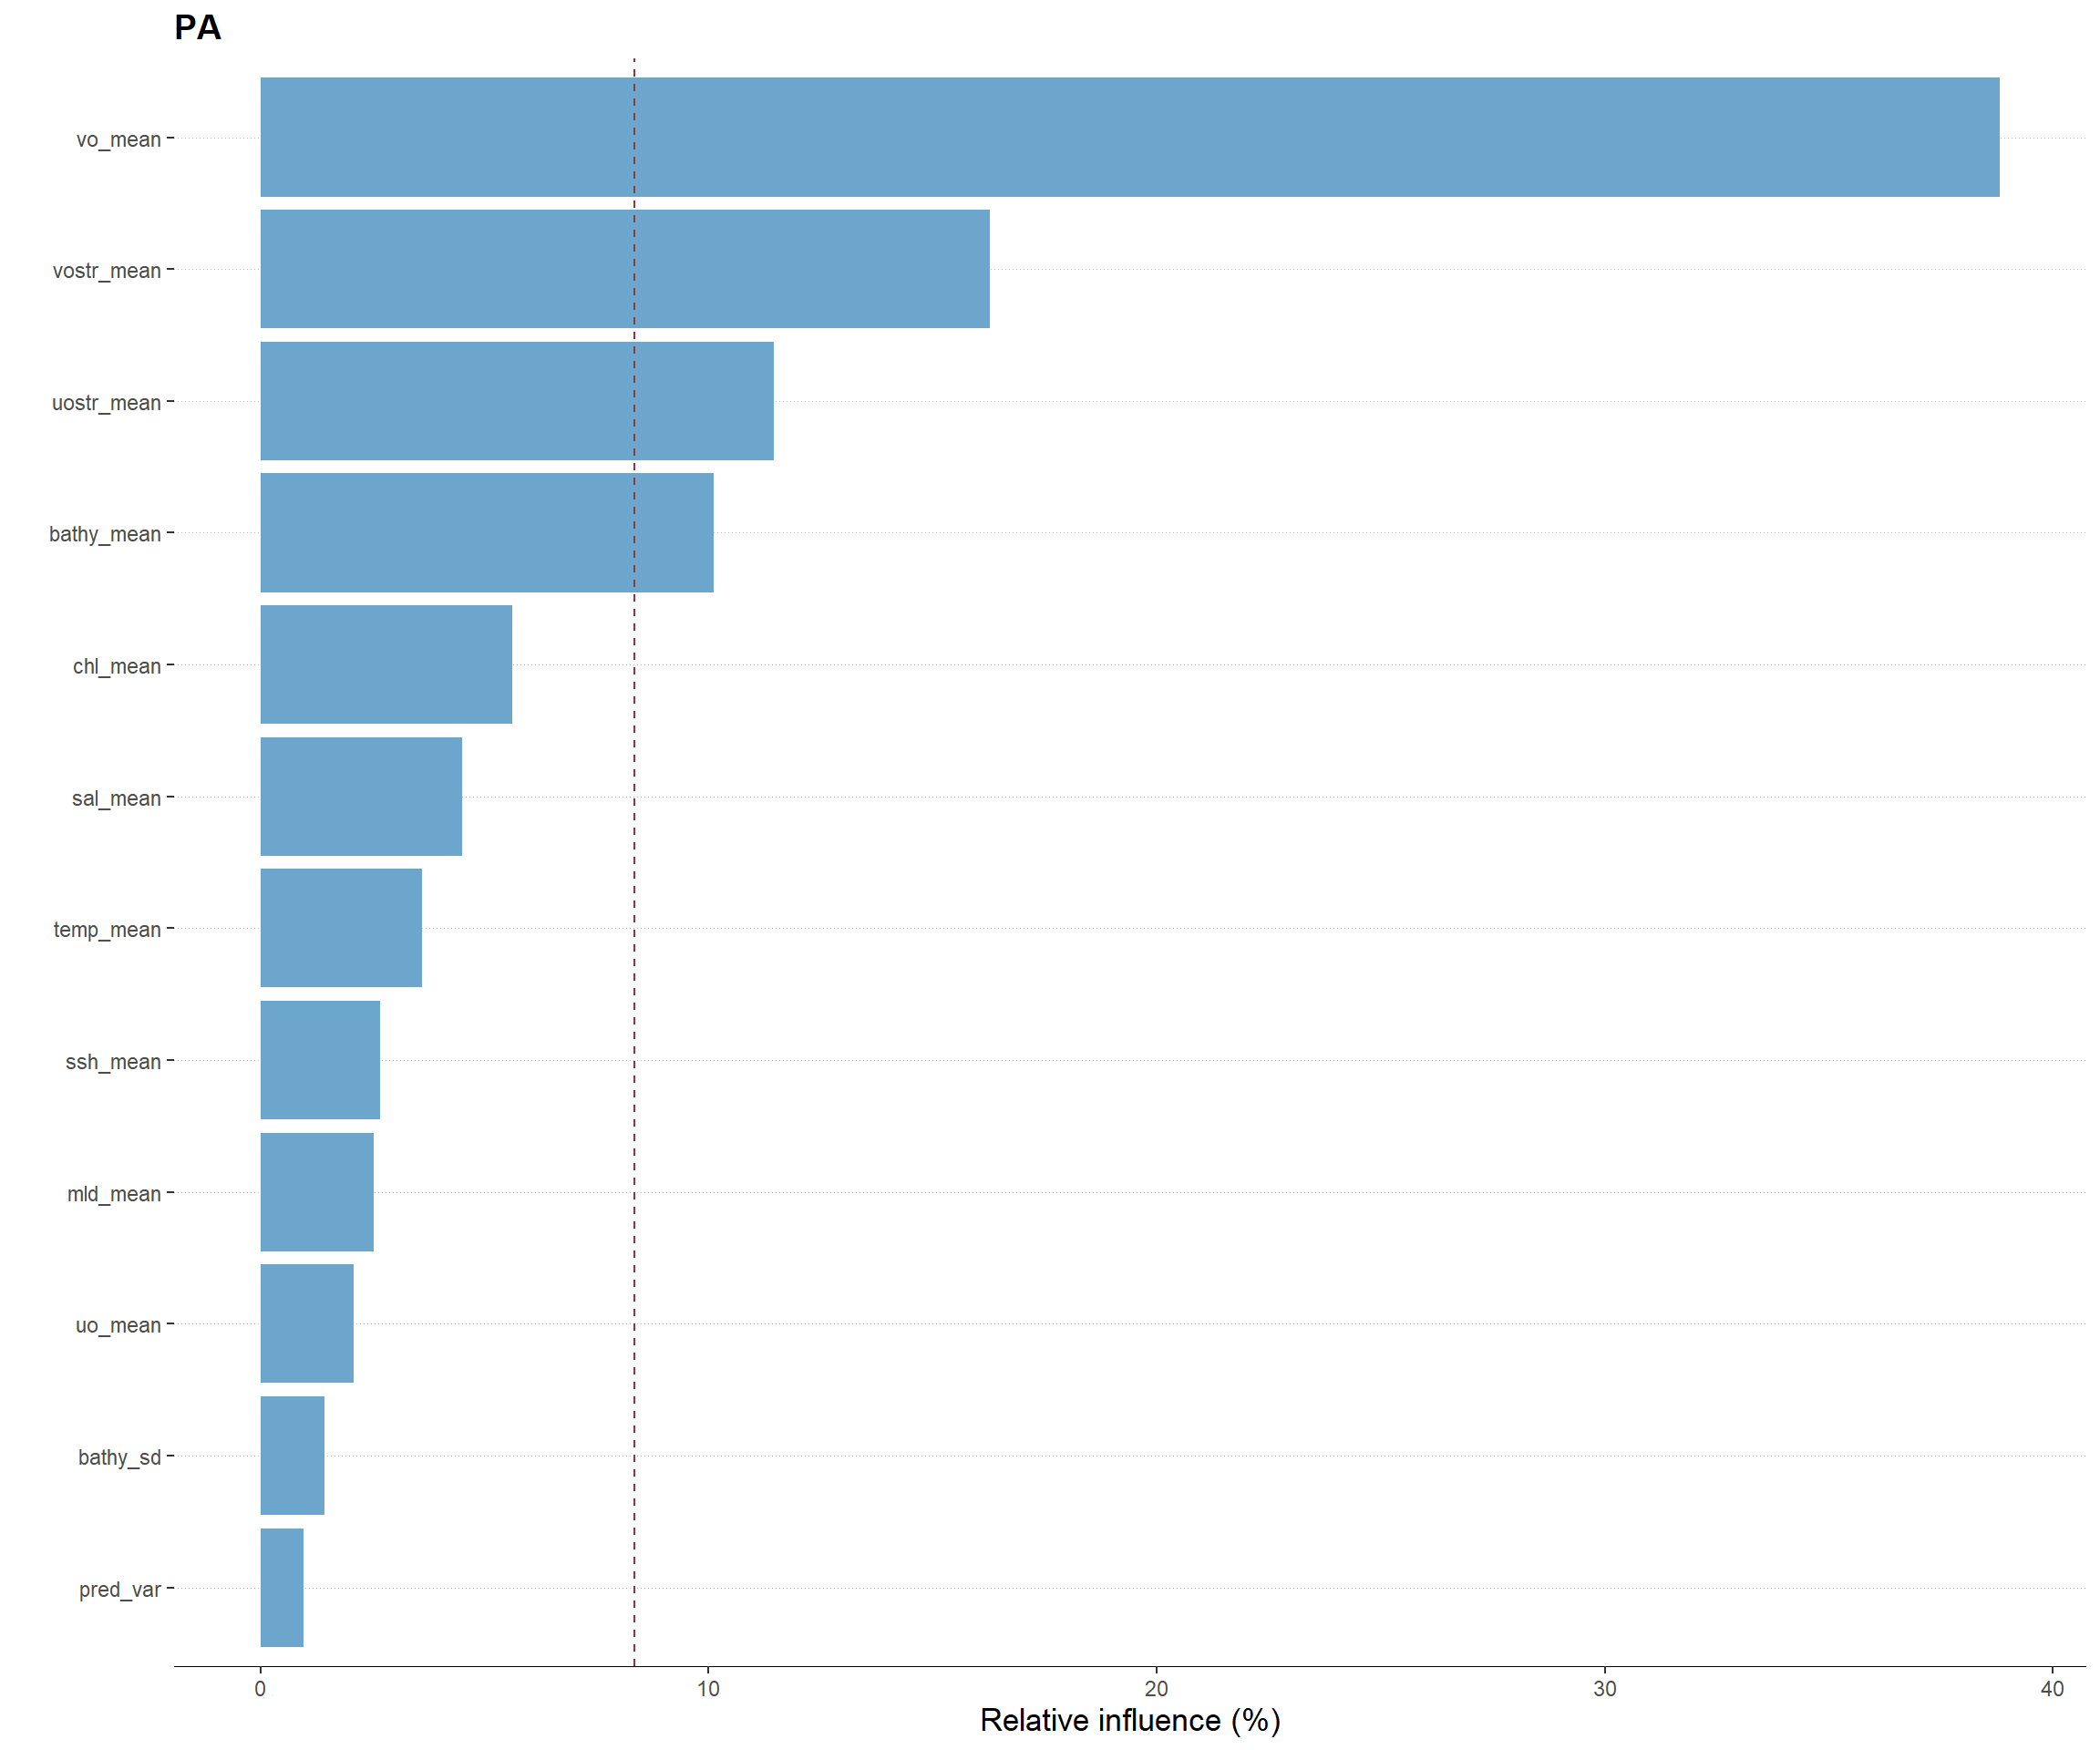 PA
vo_mean
vostr_mean
uostr_mean
bathy_mean
chl_mean
sal_mean
temp_mean
ssh_mean
mld_mean
uo_mean
bathy_sd
pred_var
0 10 20 30 40
Relative influence (%)